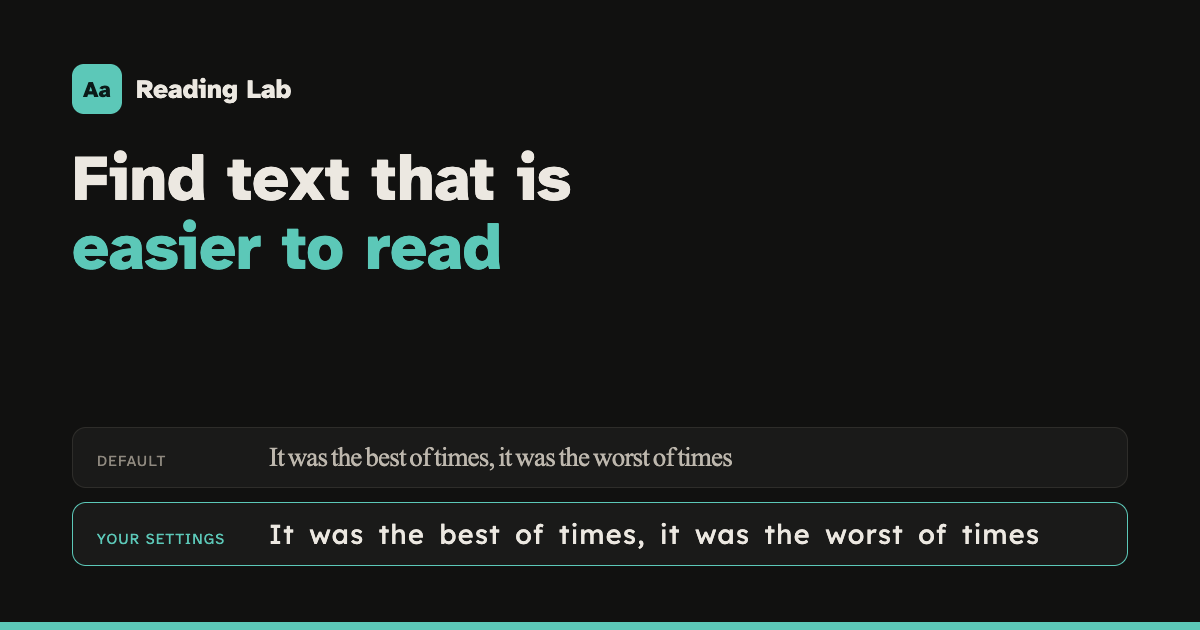 Aa Reading Lab
Find text that is
easier to read
DEFAULT It was the best of times, it was the worst of times
YOUR SETTINGS It was the best of times, it was the worst of times